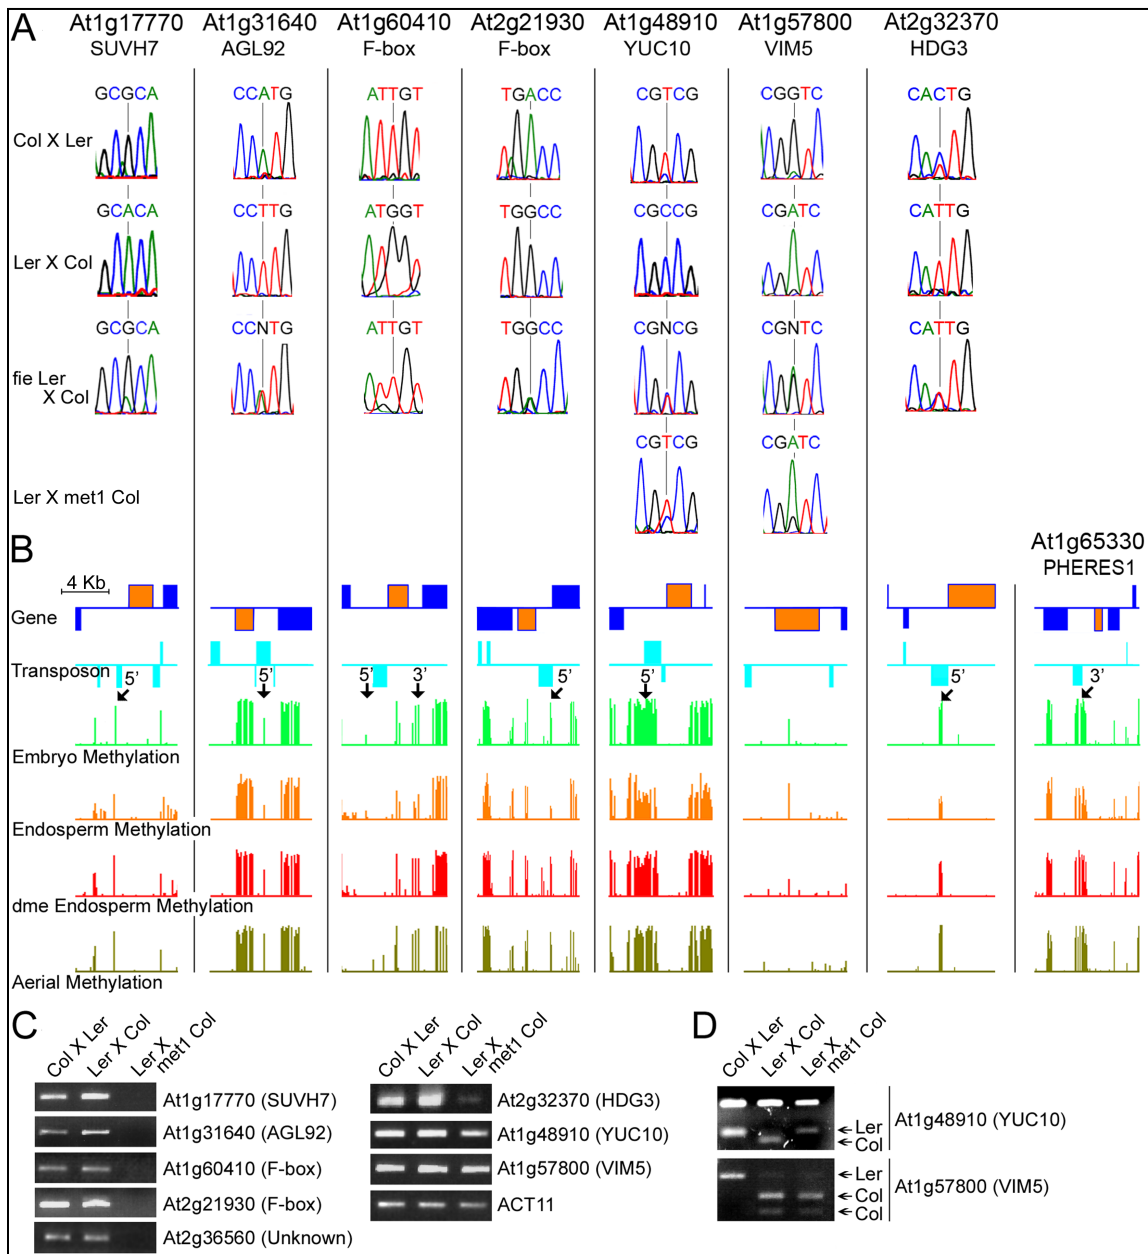 A
At1g17770 At1g31640 At1g60410 At2g21930 At1g48910 At1g57800 At2g32370
SUVH7 AGL92 F-box F-box YUC10 VIM5 HDG3
GCGCA CCATG ATTGT TGACC CGTCG CGGTC CACTG
Col X Ler
GCACA CCTTG ATGGT TGGCC CGCCG CGATC CATTG
Ler X Col
GCGCA CCNTG ATTGT TGGCC CGNCG CGNTC CATTG
fie Ler
X Col
CGTCG CGATC
Ler X met1 Col
B
At1g65330
PHERES1
4 Kb
Gene
Transposon
5’ 5’ 5’ 3’ 5’ 5’ 5’ 3’
Embryo Methylation
Endosperm Methylation
dme Endosperm Methylation
Aerial Methylation
C
Col X Ler
Ler X Col
Ler X
met1 Col
At1g17770 (SUVH7)
At1g31640 (AGL92)
At1g60410 (F-box)
At2g21930 (F-box)
At2g36560 (Unknown)
Col X Ler
Ler X Col
Ler X
met1 Col
At2g32370 (HDG3)
At1g48910 (YUC10)
At1g57800 (VIM5)
ACT11
D
Col X Ler
Ler X Col
Ler X
met1 Col
Ler
Col
At1g48910 (YUC10)
Ler
Col
Col
At1g57800 (VIM5)